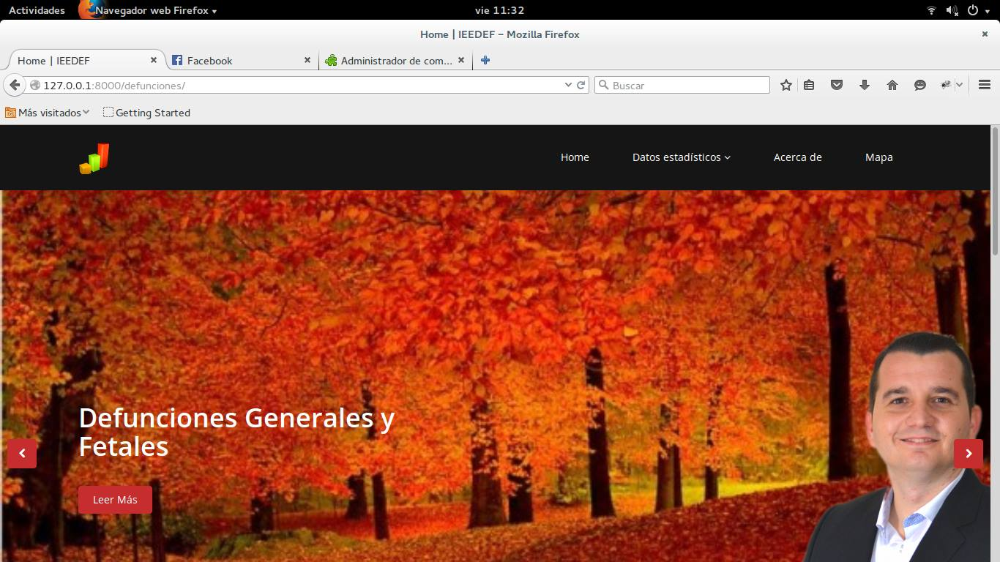 Actividades Navegador web Firefox vie 11:32
Home | IEEDEF – Mozilla Firefox
Home | IEEDEF Facebook Administrador de com...
127.0.0.1:8000/defunciones/ Buscar
Más visitados Getting Started
Home Datos estadísticos Acerca de Mapa
Defunciones Generales y
Fetales
Leer Más